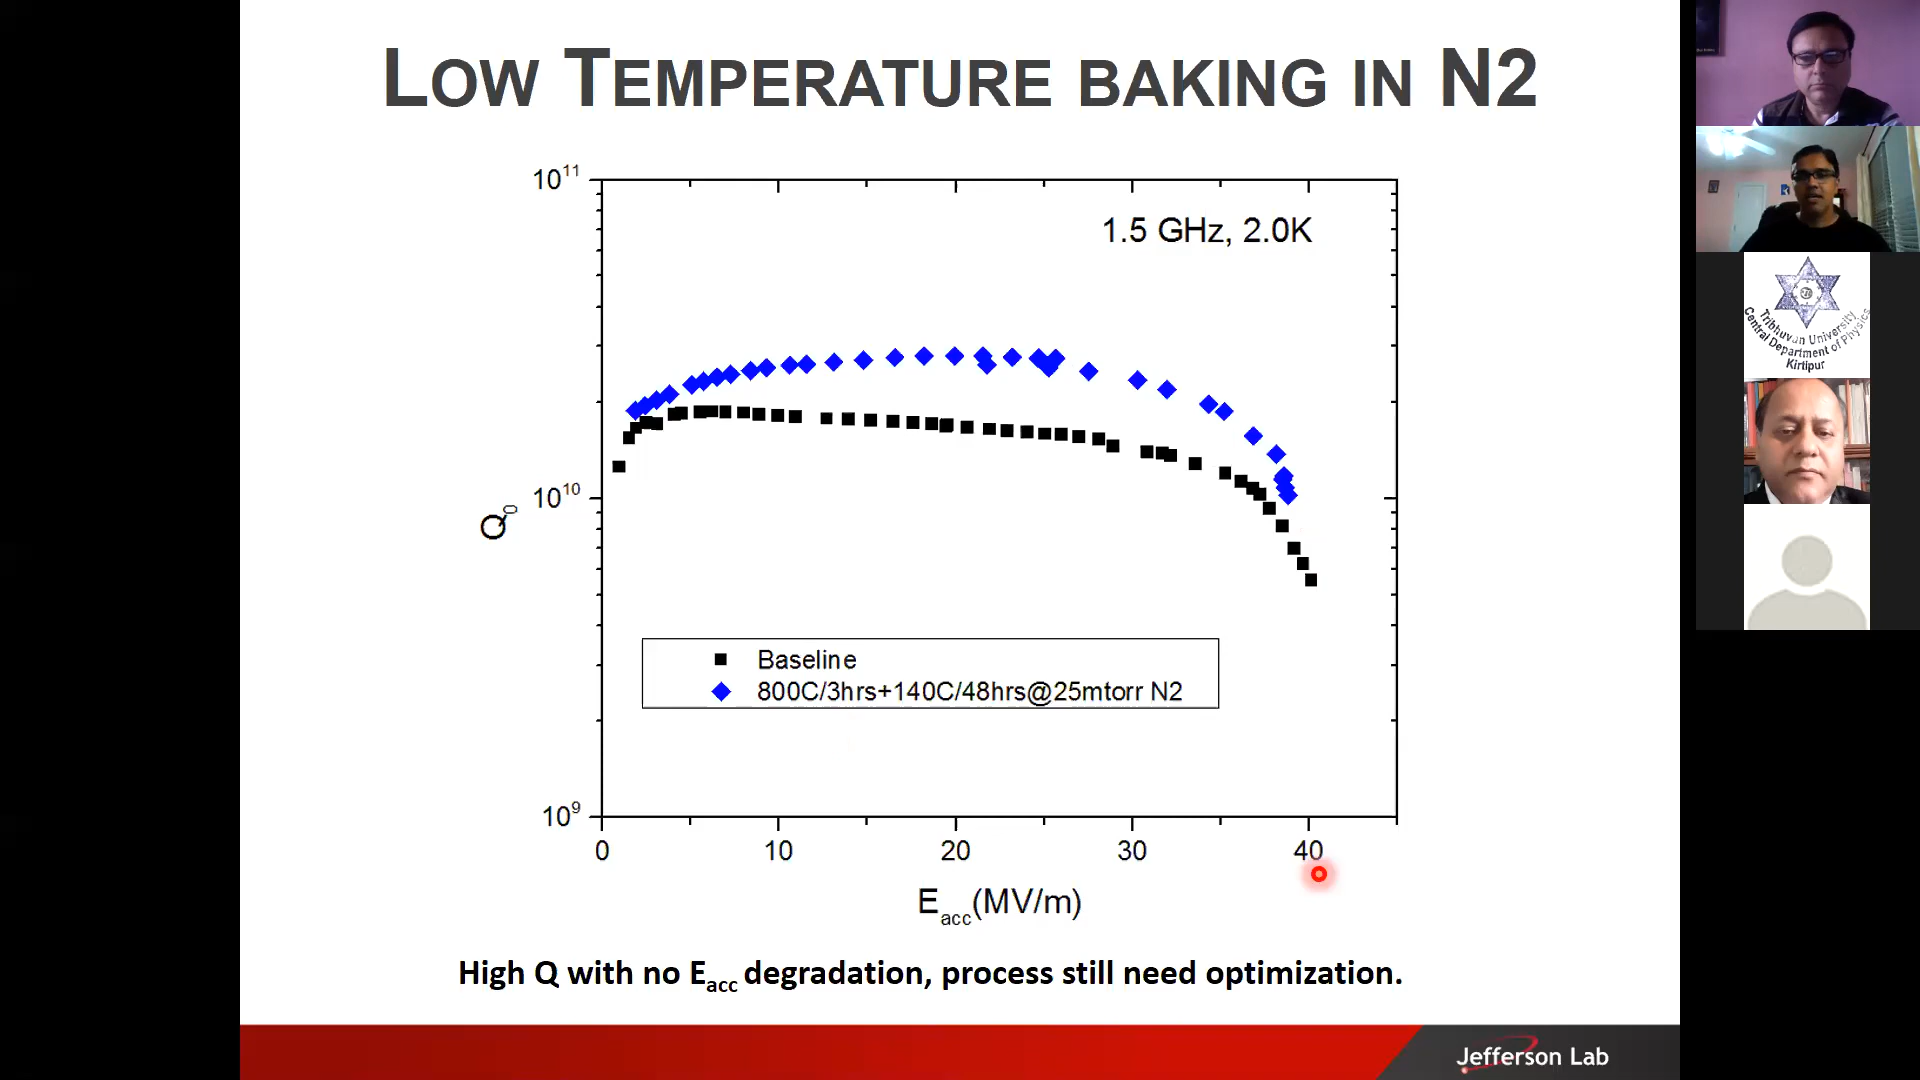 LOW TEMPERATURE BAKING IN N2
10¹¹
1.5 GHz, 2.0K
10¹⁰
Q₀
Baseline
800C/3hrs+140C/48hrs@25mtorr N2
10⁹
0 10 20 30 40
Eacc(MV/m)
High Q with no Eacc degradation, process still need optimization.
Jefferson Lab
Tribhuvan University
Central Department of Physics
Kirtipur